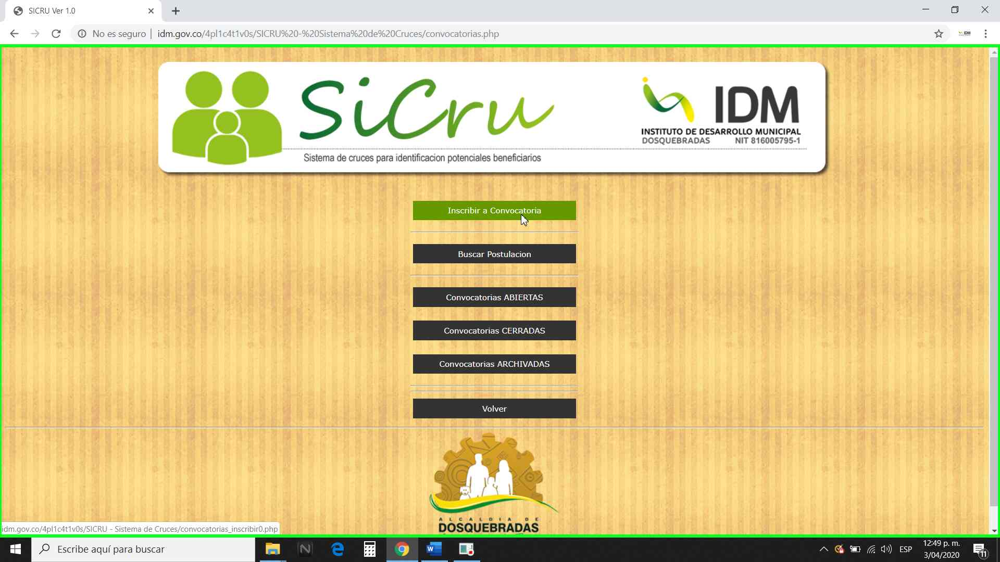 SICRU Ver 1.0
No es seguro | idm.gov.co/4pl1c4t1v0s/SICRU%20-%20Sistema%20de%20Cruces/convocatorias.php
IDM
SiCru
IDM
INSTITUTO DE DESARROLLO MUNICIPAL
DOSQUEBRADAS NIT 816005795-1
Sistema de cruces para identificacion potenciales beneficiarios
Inscribir a Convocatoria
Buscar Postulacion
Convocatorias ABIERTAS
Convocatorias CERRADAS
Convocatorias ARCHIVADAS
Volver
ALCALDIA DE
DOSQUEBRADAS
idm.gov.co/4pl1c4t1v0s/SICRU - Sistema de Cruces/convocatorias_inscribir0.php
Escribe aquí para buscar
ESP
12:49 p. m.
3/04/2020
11